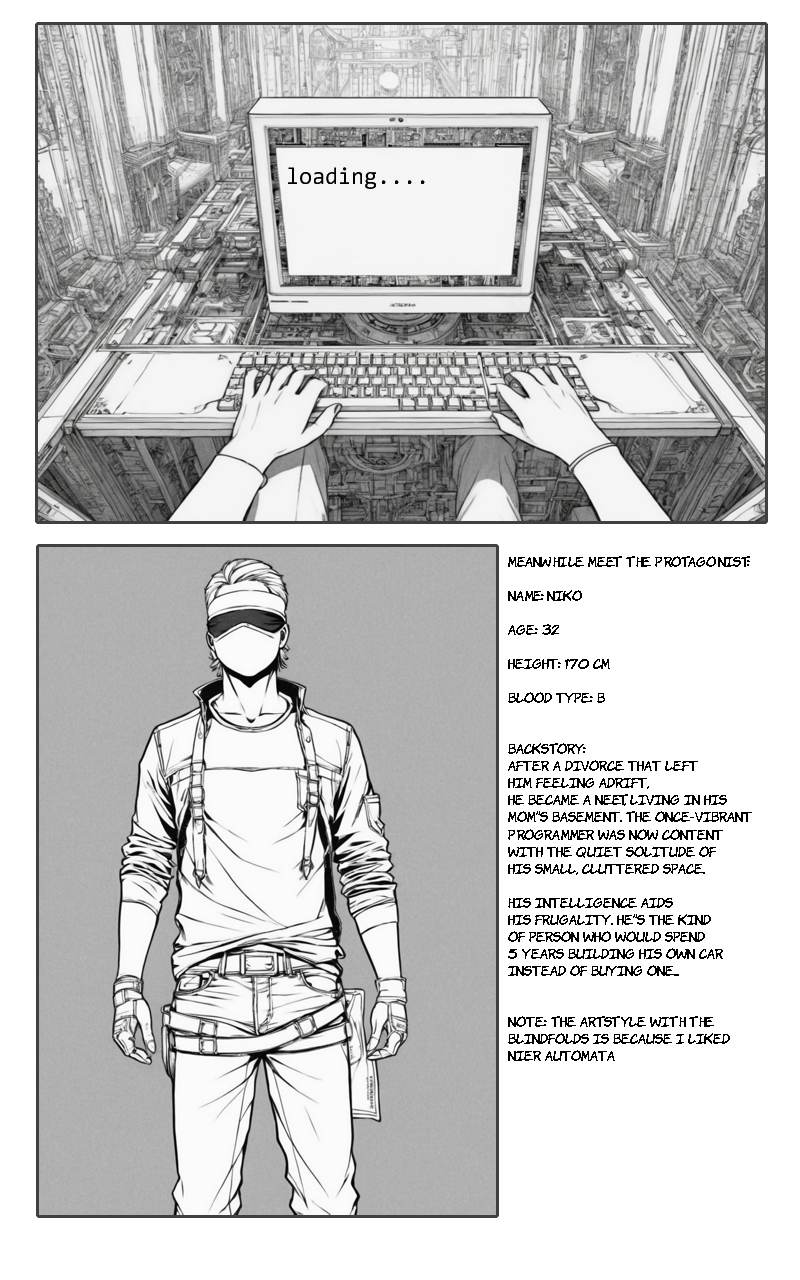 loading....
MEANWHILE MEET THE PROTAGONIST:
NAME: NIKO
AGE: 32
HEIGHT: 170 CM
BLOOD TYPE: B
BACKSTORY:
AFTER A DIVORCE THAT LEFT
HIM FEELING ADRIFT,
HE BECAME A NEET, LIVING IN HIS
MOM"S BASEMENT. THE ONCE-VIBRANT
PROGRAMMER WAS NOW CONTENT
WITH THE QUIET SOLITUDE OF
HIS SMALL, CLUTTERED SPACE.
HIS INTELLIGENCE AIDS
HIS FRUGALITY. HE"S THE KIND
OF PERSON WHO WOULD SPEND
5 YEARS BUILDING HIS OWN CAR
INSTEAD OF BUYING ONE...
NOTE: THE ARTSTYLE WITH THE
BLINDFOLDS IS BECAUSE I LIKED
NIER AUTOMATA